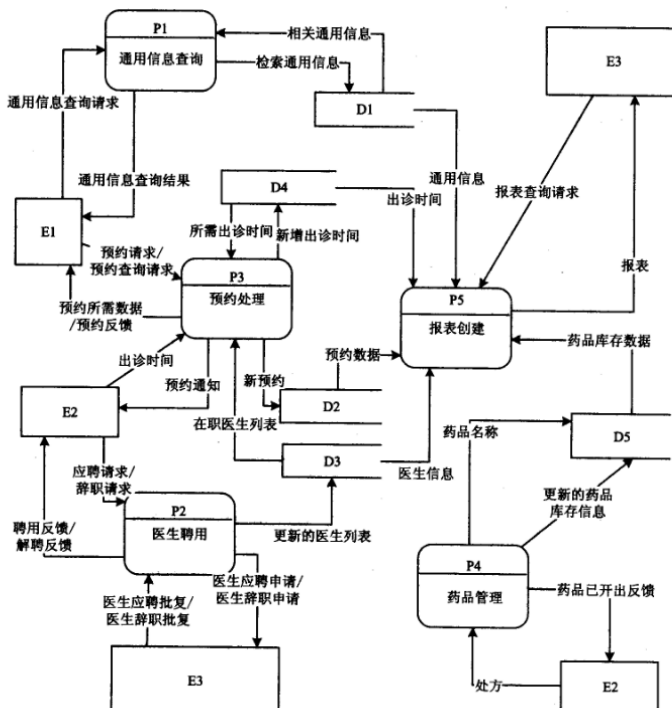 P1
通用信息查询
相关通用信息
检索通用信息
D1
E3
通用信息查询请求
通用信息查询结果
D4
通用信息
出诊时间
报表查询请求
报表
E1
预约请求/
预约查询请求
所需出诊时间
新增出诊时间
P3
预约处理
P5
报表创建
预约所需数据
/预约反馈
出诊时间
预约通知
新预约
预约数据
药品库存数据
E2
D2
在职医生列表
D3
医生信息
药品名称
D5
应聘请求/
辞职请求
聘用反馈/
解聘反馈
P2
医生聘用
更新的医生列表
更新的药品
库存信息
P4
药品管理
医生应聘批复/
医生辞职批复
医生应聘申请/
医生辞职申请
药品已开出反馈
E3
处方
E2